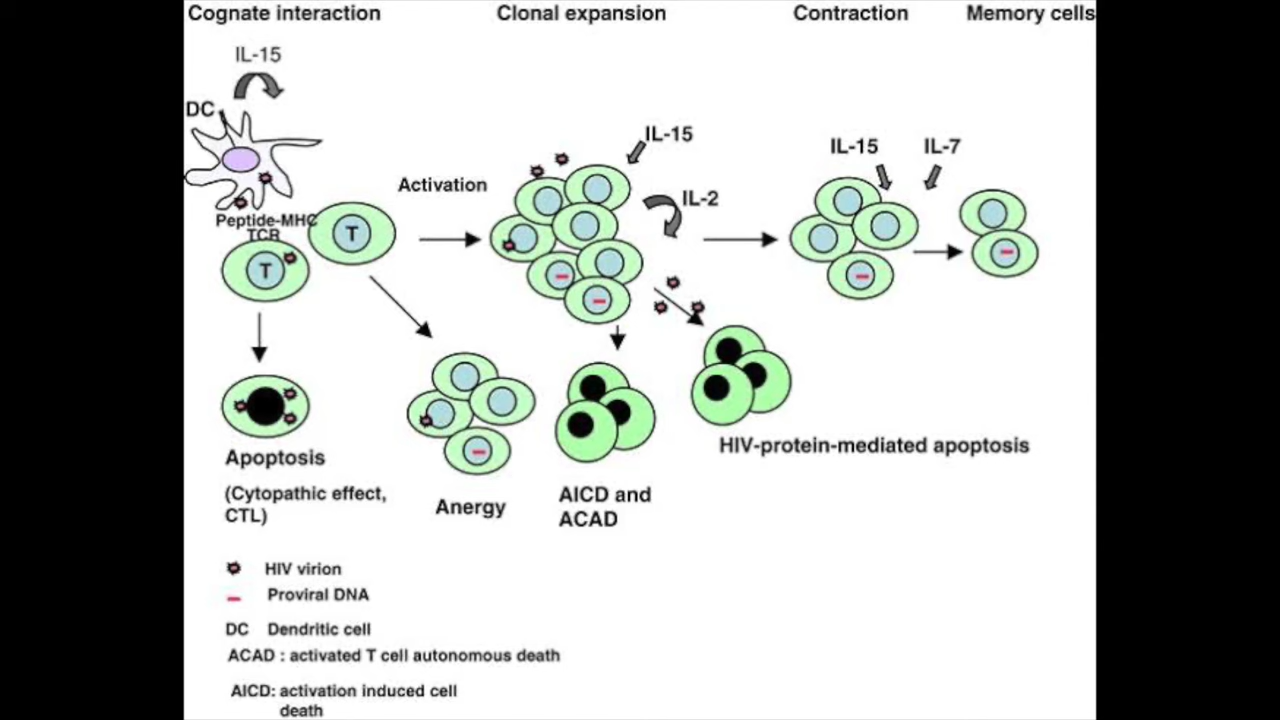 Cognate interaction
Clonal expansion
Contraction
Memory cells
IL-15
DC
Peptide-MHC
TCR
T
T
Activation
IL-15
IL-2
IL-15
IL-7
Apoptosis
(Cytopathic effect,
CTL)
Anergy
AICD and
ACAD
HIV-protein-mediated apoptosis
HIV virion
Proviral DNA
DC Dendritic cell
ACAD : activated T cell autonomous death
AICD: activation induced cell
death